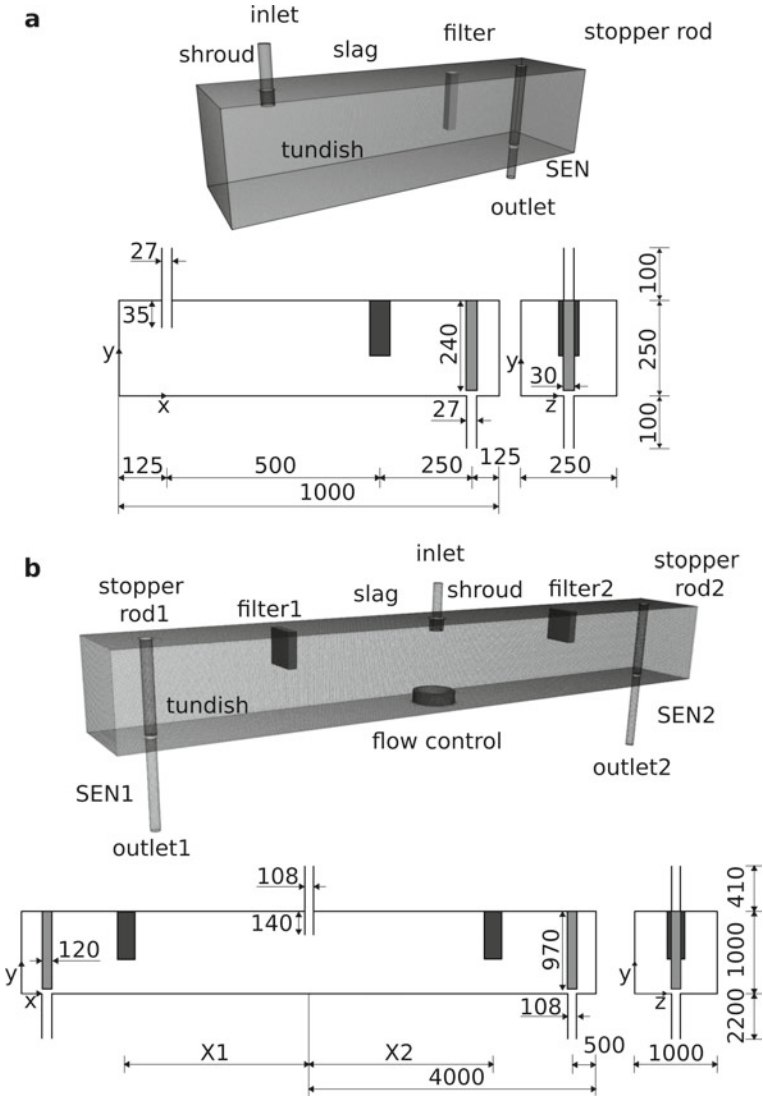 a
inlet
shroud
slag
filter
stopper rod
tundish
SEN
outlet
27
35
y
x
240
27
125
500
250
125
1000
y
30
z
250
100
250
100
b
inlet
stopper
rod1
filter1
slag
shroud
filter2
stopper
rod2
tundish
flow control
SEN1
outlet1
SEN2
outlet2
108
140
120
y
x
970
108
X1
X2
500
4000
y
z
1000
410
1000
2200